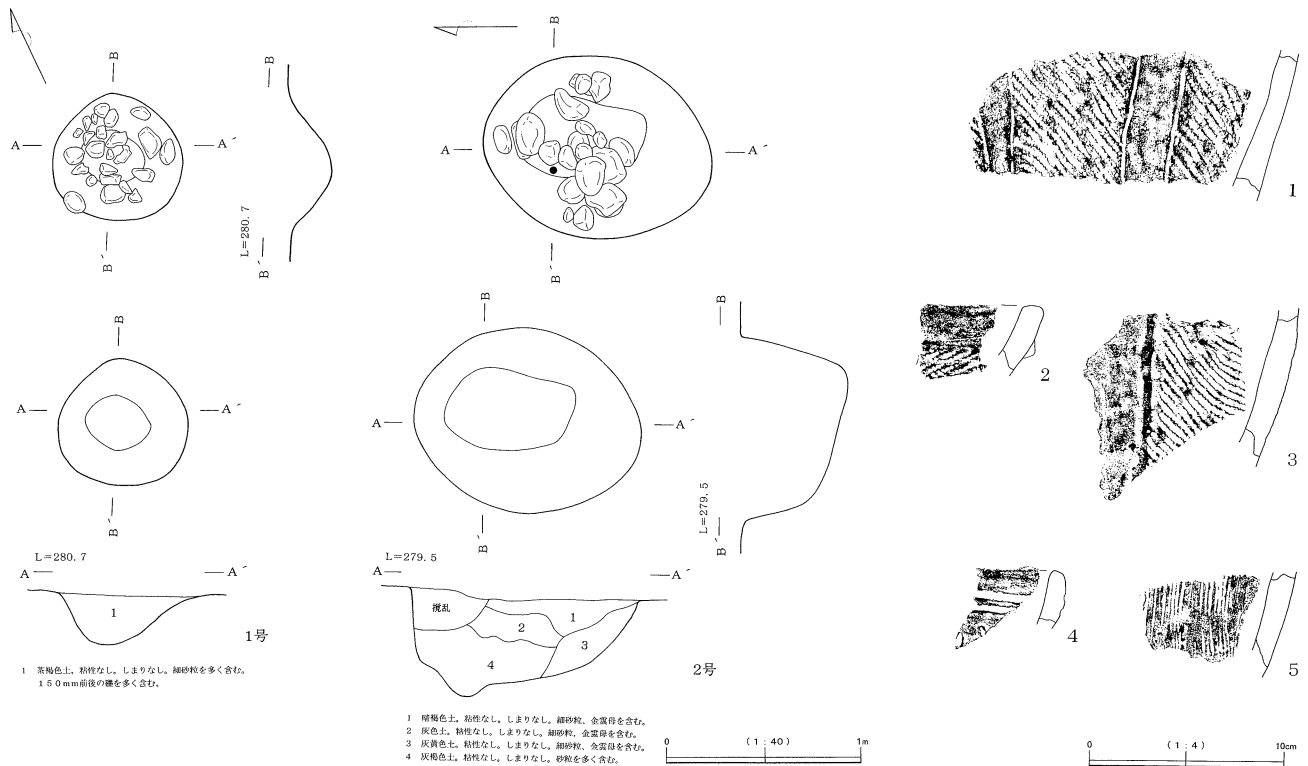 B
A
A´
B´
B
L=280.7
B´
B
A
A´
B´
1
B
A
A´
B´
B
A
A´
B´
B
L=279.5
B´
2
3
L=280.7
A
A´
1
1号
1 茶褐色土。粘性なし。しまりなし。細砂粒を多く含む。
150mm前後の礫を多く含む。
L=279.5
A
A´
撹乱
1
2
3
4
2号
1 暗褐色土。粘性なし。しまりなし。細砂粒、金雲母を含む。
2 灰色土。粘性なし。しまりなし。細砂粒、金雲母を含む。
3 灰黄色土。粘性なし。しまりなし。細砂粒、金雲母を含む。
4 灰褐色土。粘性なし。しまりなし。砂粒を多く含む。
0 (1:40) 1m
4
5
0 (1:4) 10cm